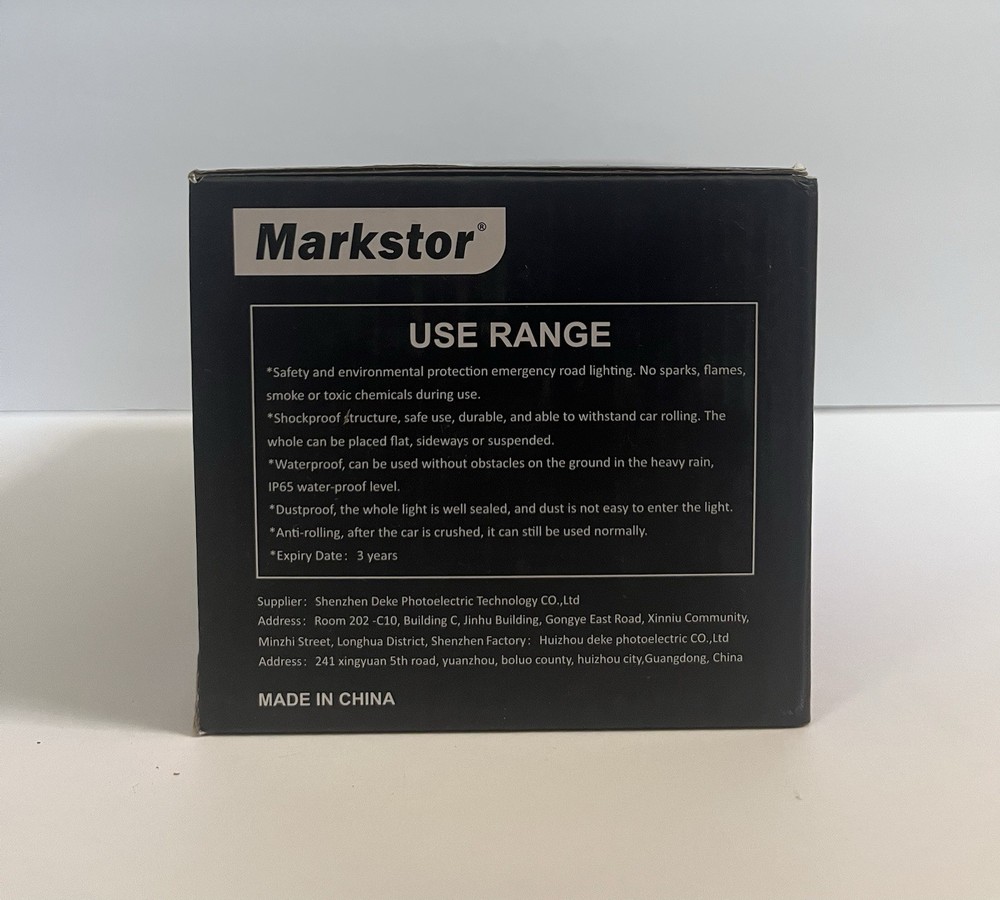 Markstor®
USE RANGE
*Safety and environmental protection emergency road lighting. No sparks, flames,
smoke or toxic chemicals during use.
*Shockproof structure, safe use, durable, and able to withstand car rolling. The
whole can be placed flat, sideways or suspended.
*Waterproof, can be used without obstacles on the ground in the heavy rain,
IP65 water-proof level.
*Dustproof, the whole light is well sealed, and dust is not easy to enter the light.
*Anti-rolling, after the car is crushed, it can still be used normally.
*Expiry Date: 3 years
Supplier: Shenzhen Deke Photoelectric Technology CO.,Ltd
Address: Room 202 -C10, Building C, Jinhu Building, Gongye East Road, Xinniu Community,
Minzhi Street, Longhua District, Shenzhen Factory: Huizhou deke photoelectric CO.,Ltd
Address: 241 xingyuan 5th road, yuanzhou, boluo county, huizhou city,Guangdong, China
MADE IN CHINA